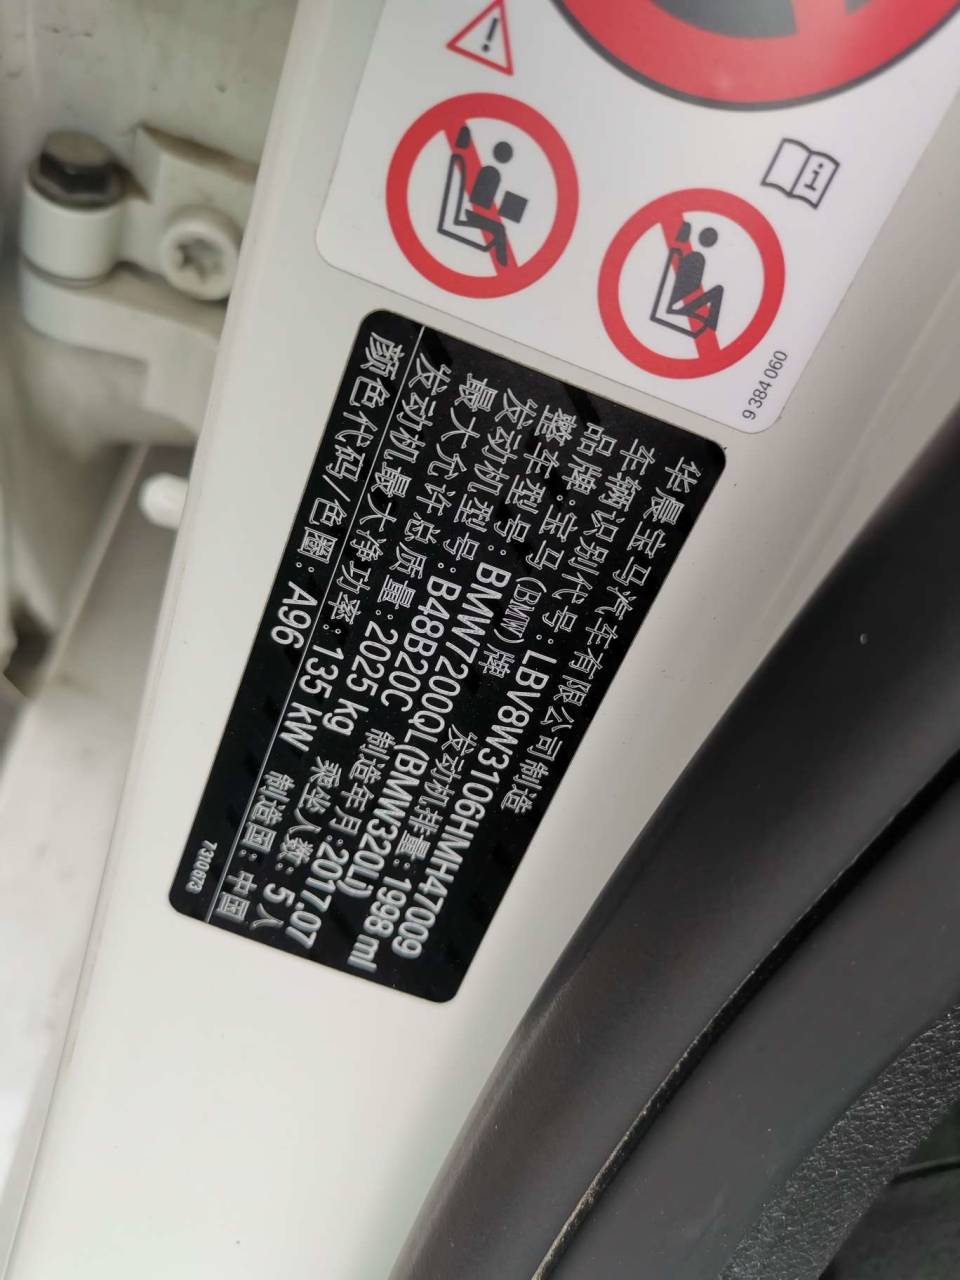 9 384 060
华晨宝马汽车有限公司制造
车辆识别代号：LBV8W3106HMH47009
品牌：宝马(BMW)牌 发动机排量：1998 ml
整车型号：BMW7200QL(BMW320Li)
发动机型号：B48B20C 制造年月：2017.07
最大允许总质量：2025 kg 乘坐人数：5 人
发动机最大净功率：135 kW 制造国：中国
颜色代码/色圈：A96
7310673